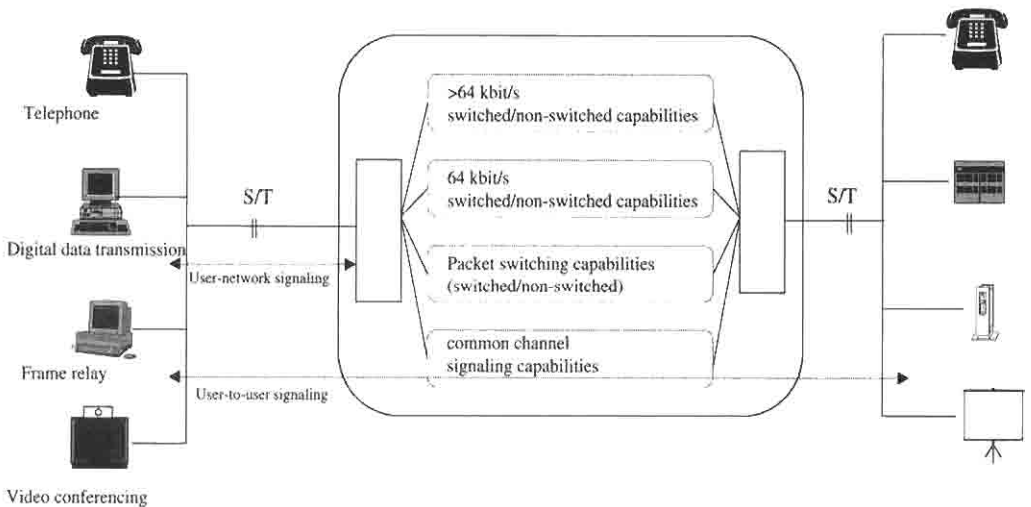 Telephone
>64 kbit/s
switched/non-switched capabilities
64 kbit/s
switched/non-switched capabilities
S/T
S/T
Digital data transmission
User-network signaling
Packet switching capabilities
(switched/non-switched)
common channel
signaling capabilities
Frame relay
User-to-user signaling
Video conferencing